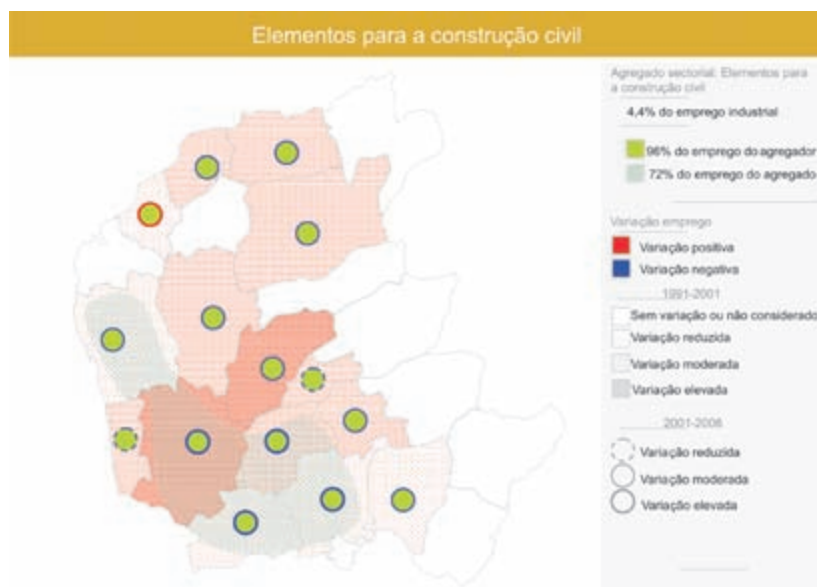 Elementos para a construção civil
Agregado sectorial: Elementos para
a construção civil
4,4% do emprego industrial
96% do emprego do agregador
72% do emprego do agregado
Variação emprego
Variação positiva
Variação negativa
1991-2001
Sem variação ou não considerado
Variação reduzida
Variação moderada
Variação elevada
2001-2006
Variação reduzida
Variação moderada
Variação elevada